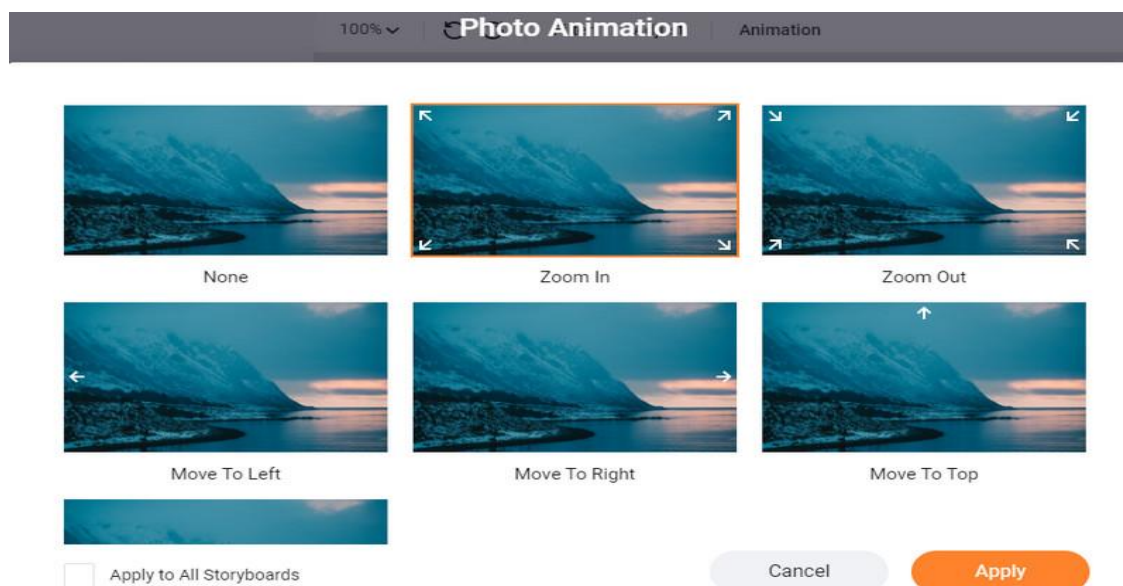 100%
Photo Animation
Animation
None
Zoom In
Zoom Out
Move To Left
Move To Right
Move To Top
Apply to All Storyboards
Cancel
Apply